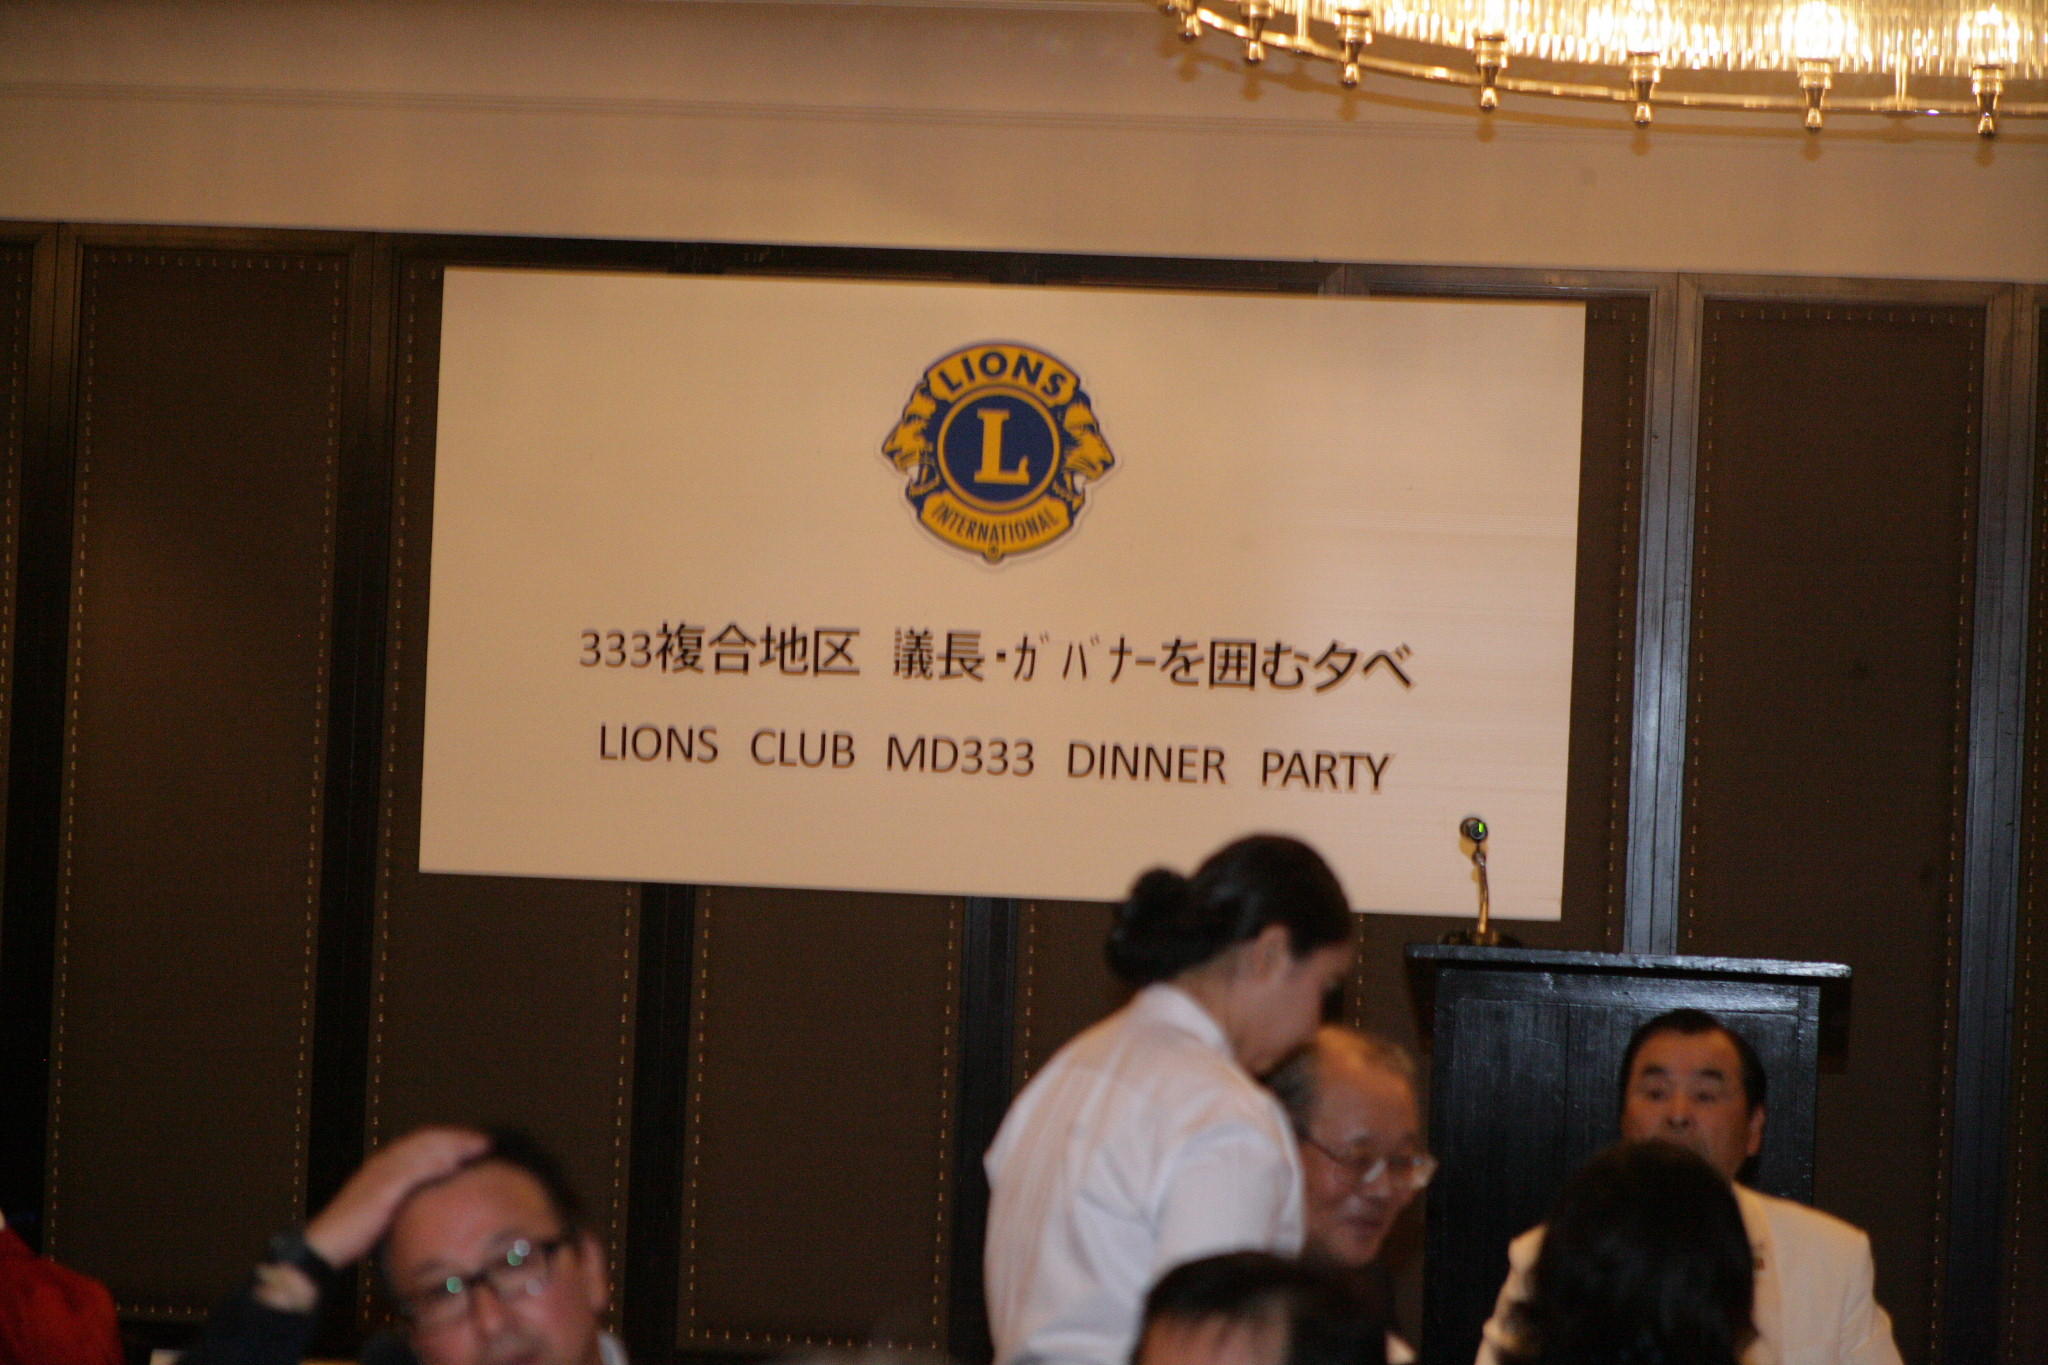 LIONS
L
INTERNATIONAL
333複合地区 議長・ｶﾞﾊﾞﾅｰを囲む夕べ
LIONS CLUB MD333 DINNER PARTY